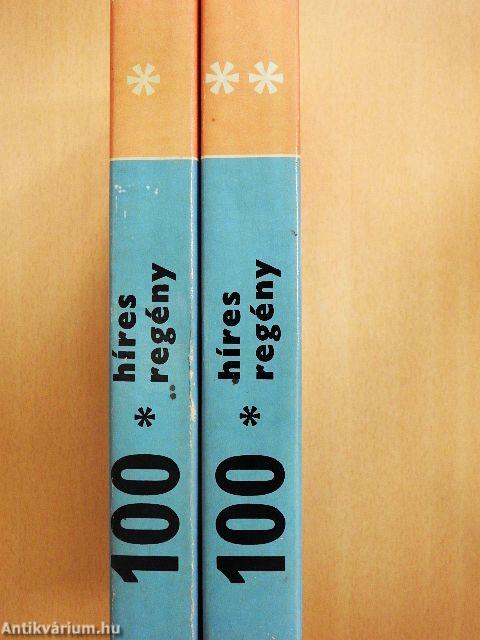 *
100 * híres
regény
**
100 * híres
regény
Antikvárium.hu